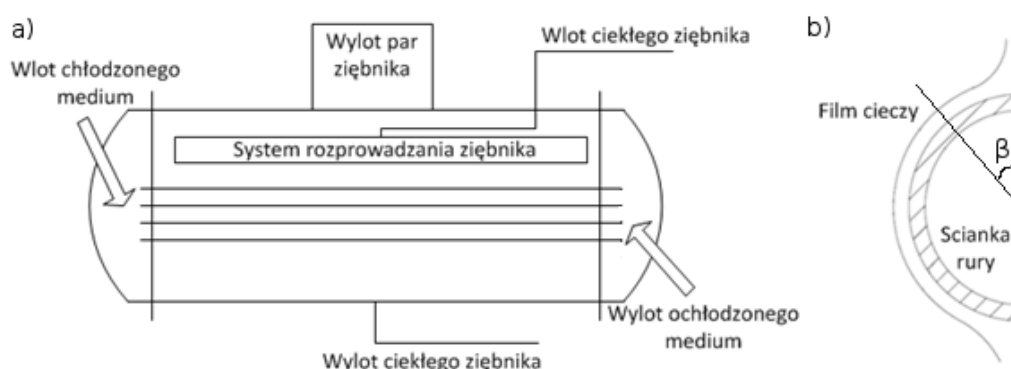 a)
Wlot chłodzonego
medium
Wylot par
ziębnika
Wlot ciekłego ziębnika
System rozprowadzania ziębnika
Wylot ciekłego ziębnika
Wylot ochłodzonego
medium
b)
Film cieczy
β
Scianka
rury